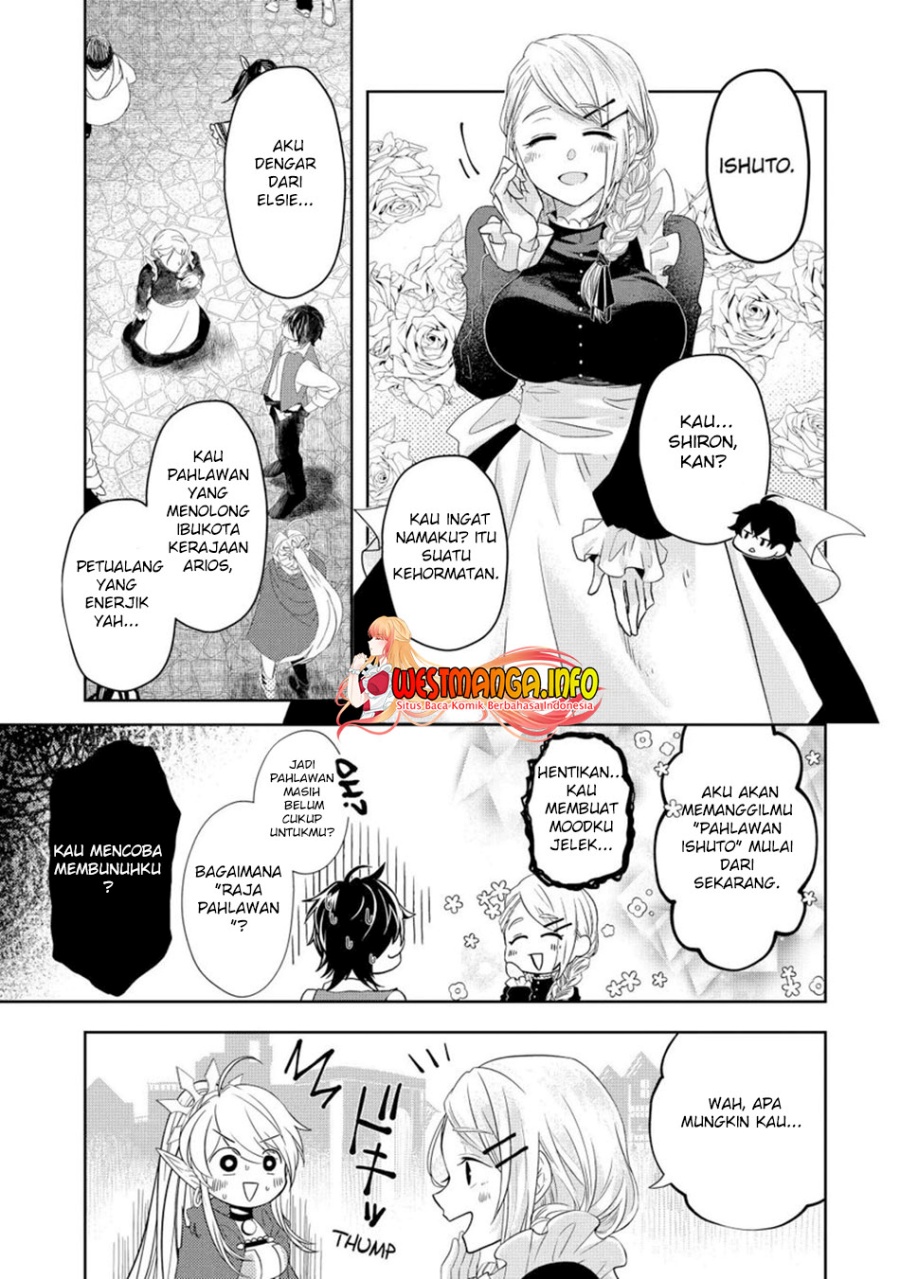 ISHUTO.
KAU...
SHIRON,
KAN?
KAU INGAT
NAMAKU? ITU
SUATU
KEHORMATAN.
AKU
DENGAR
DARI
ELSIE...
KAU
PAHLAWAN
YANG
MENOLONG
IBUKOTA
KERAJAAN
ARIOS,
PETUALANG
YANG
ENERJIK
YAH...
WESTMANGA.INFO
Situs Baca Komik Berbahasa Indonesia
AKU AKAN
MEMANGGILMU
"PAHLAWAN
ISHUTO" MULAI
DARI
SEKARANG.
HENTIKAN...
KAU
MEMBUAT
MOODKU
JELEK...
AH?
JADI
PAHLAWAN
MASIH
BELUM
CUKUP
UNTUKMU?
BAGAIMANA
"RAJA
PAHLAWAN
"?
KAU MENCOBA
MEMBUNUHKU
?
WAH, APA
MUNGKIN KAU...
ドキッ
THUMP